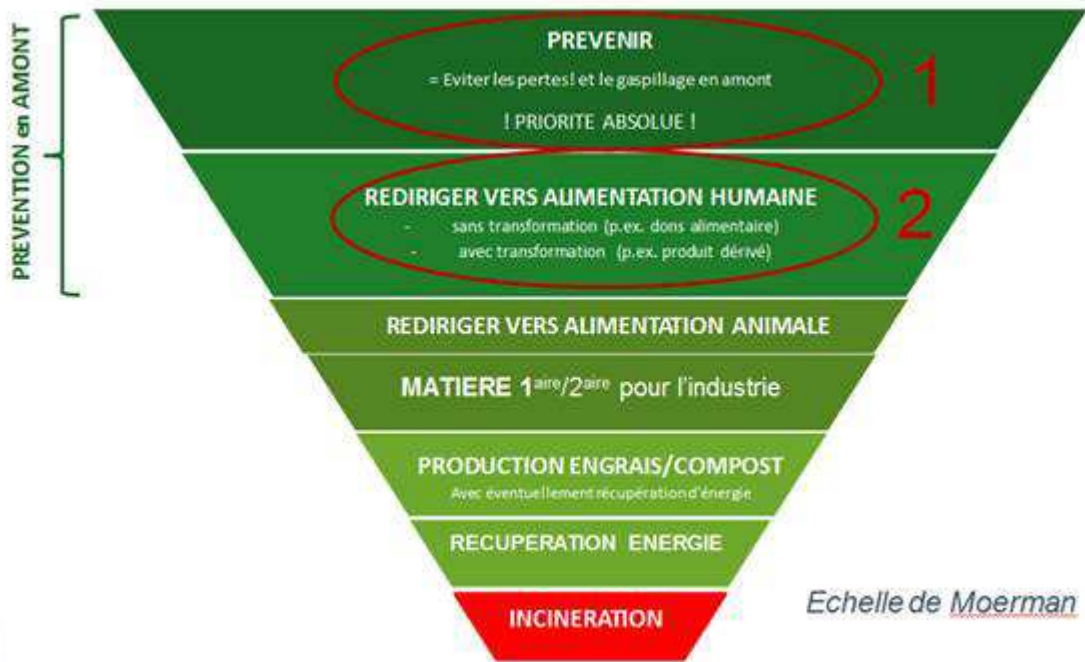 PREVENTION en AMONT
PREVENIR
= Eviter les pertes! et le gaspillage en amont
! PRIORITE ABSOLUE !
1
REDIRIGER VERS ALIMENTATION HUMAINE
- sans transformation (p.ex. dons alimentaire)
- avec transformation (p.ex. produit dérivé)
2
REDIRIGER VERS ALIMENTATION ANIMALE
MATIERE 1aire/2aire pour l'industrie
PRODUCTION ENGRAIS/COMPOST
Avec éventuellement récupération d'énergie
RECUPERATION ENERGIE
INCINERATION
Echelle de Moerman